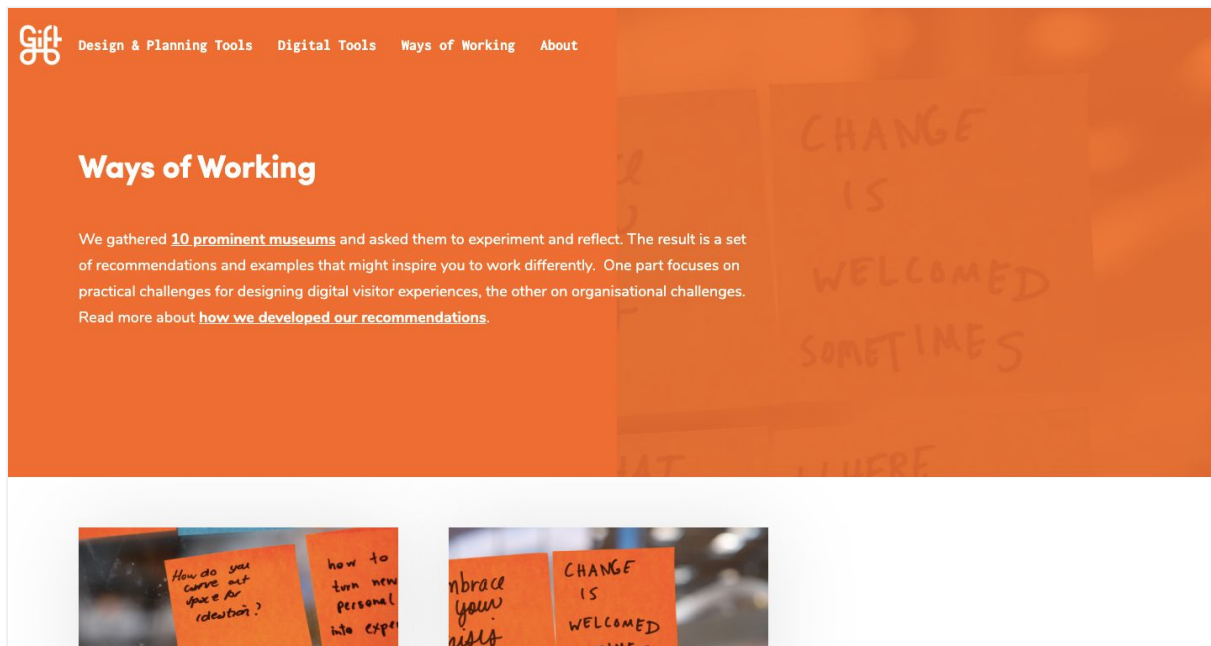 Gift
Design & Planning Tools Digital Tools Ways of Working About
Ways of Working
We gathered 10 prominent museums and asked them to experiment and reflect. The result is a set
of recommendations and examples that might inspire you to work differently. One part focuses on
practical challenges for designing digital visitor experiences, the other on organisational challenges.
Read more about how we developed our recommendations.
CHANGE
IS
WELCOMED
SOMETIMES
WHERE
How do you
carve out
space for
ideation?
how to
turn new
personal
into
mbrace
your
CHANGE
IS
WELCOMED